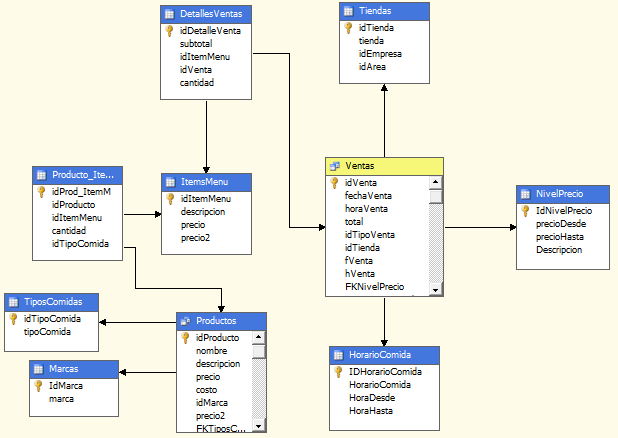 DetallesVentas
idDetalleVenta
subtotal
idItemMenu
idVenta
cantidad
Tiendas
idTienda
tienda
idEmpresa
idArea
Producto_Ite...
idProd_ItemM
idProducto
idItemMenu
cantidad
idTipoComida
ItemsMenu
idItemMenu
descripcion
precio
precio2
Ventas
idVenta
fechaVenta
horaVenta
total
idTipoVenta
idTienda
fVenta
hVenta
FKNivelPrecio
NivelPrecio
IdNivelPrecio
precioDesde
precioHasta
Descripcion
TiposComidas
idTipoComida
tipoComida
Marcas
IdMarca
marca
Productos
idProducto
nombre
descripcion
precio
costo
idMarca
precio2
FKTiposC...
HorarioComida
IDHorarioComida
HorarioComida
HoraDesde
HoraHasta